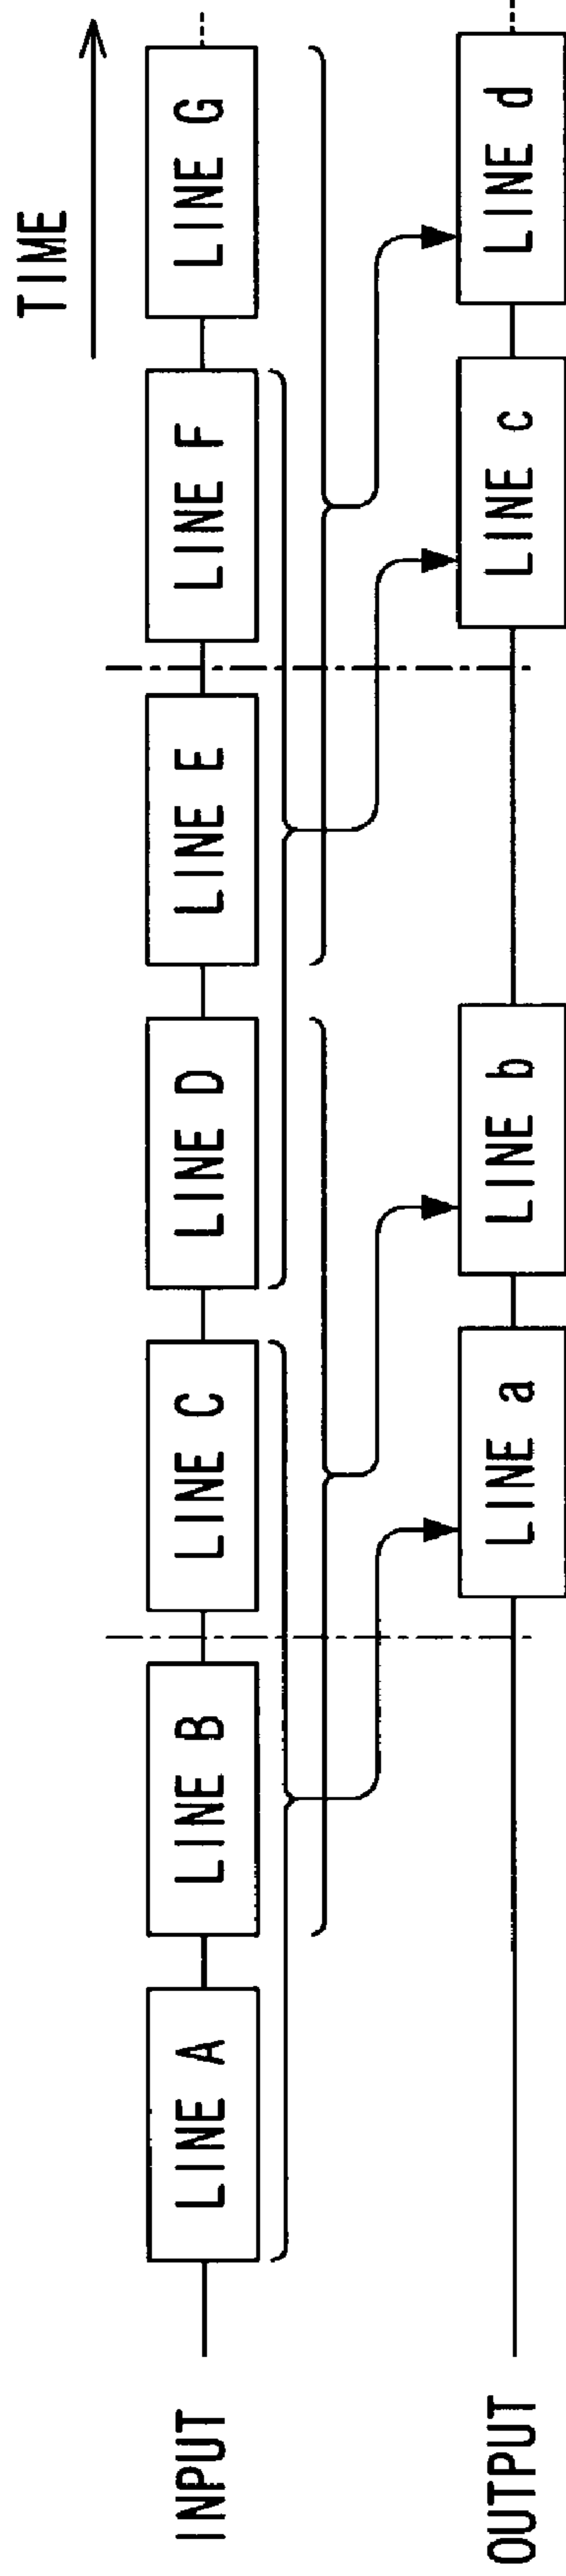 TIME
INPUT
LINE A
LINE B
LINE C
LINE D
LINE E
LINE F
LINE G
OUTPUT
LINE a
LINE b
LINE c
LINE d